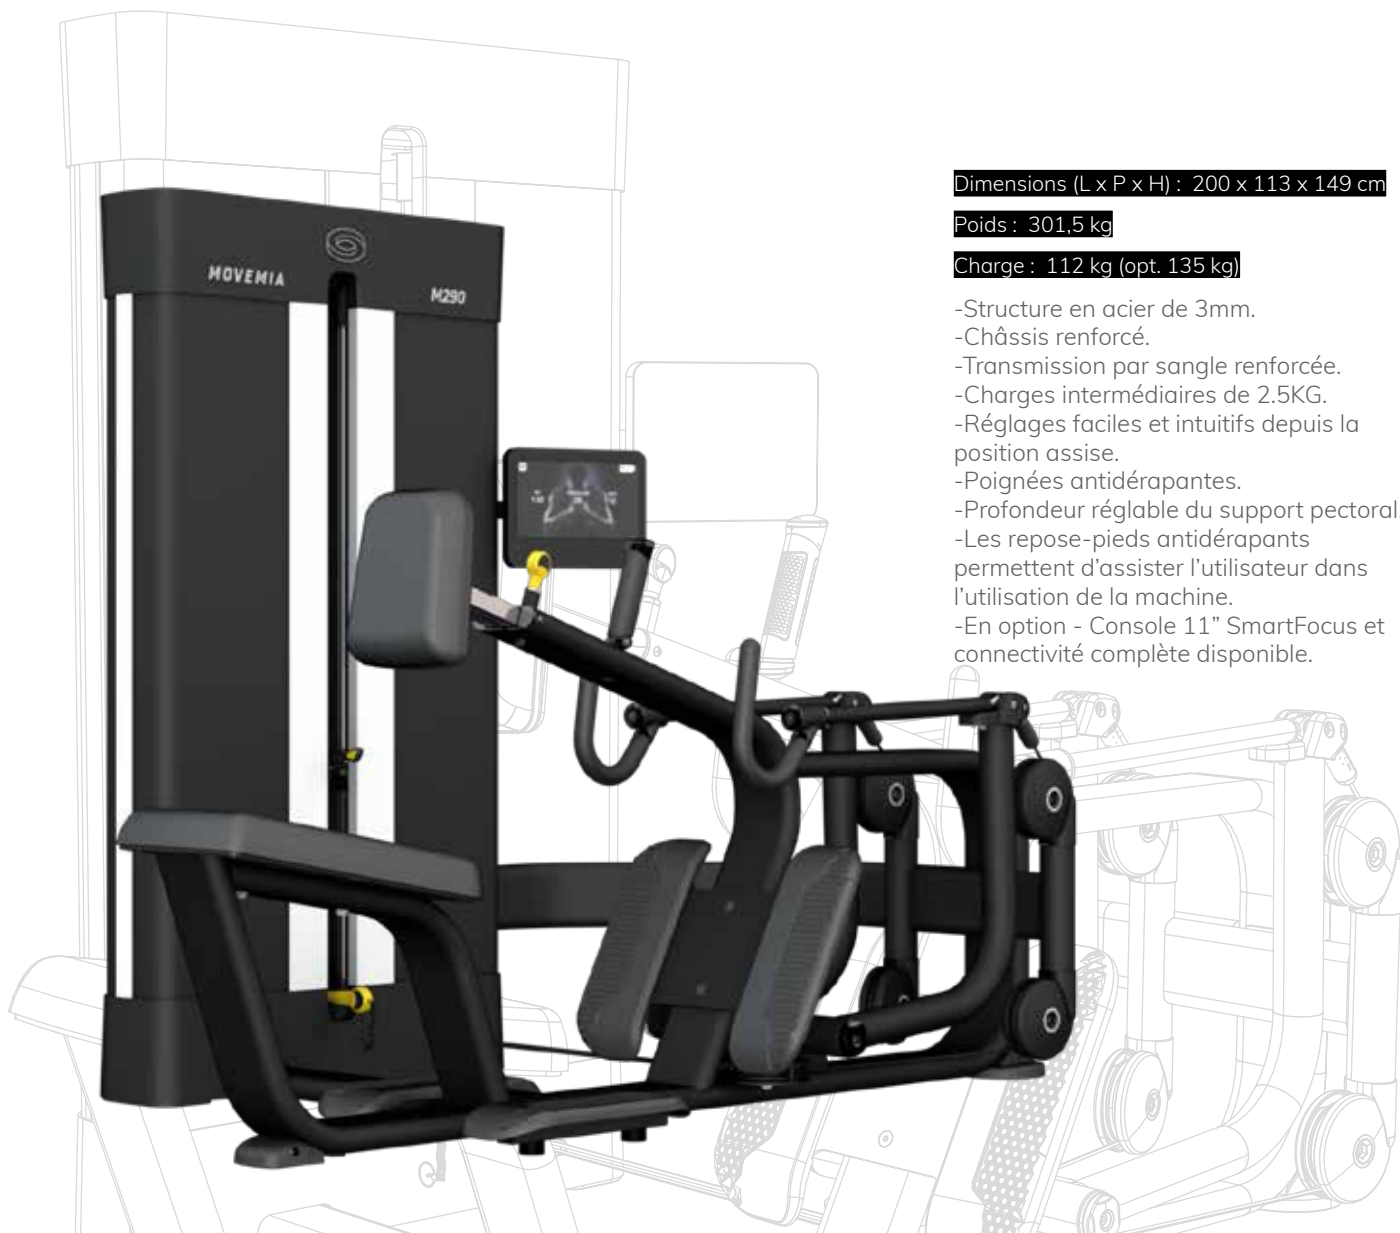 Dimensions (L x P x H) :  200 x 113 x 149 cm
Poids :  301,5 kg
Charge :  112 kg (opt. 135 kg)
-Structure en acier de 3mm.
-Châssis renforcé.
-Transmission par sangle renforcée.
-Charges intermédiaires de 2.5KG.
-Réglages faciles et intuitifs depuis la
position assise.
-Poignées antidérapantes.
-Profondeur réglable du support pectoral
-Les repose-pieds antidérapants
permettent d’assister l’utilisateur dans
l’utilisation de la machine.
-En option - Console 11” SmartFocus et
connectivité complète disponible.
MOVEMIA
M290